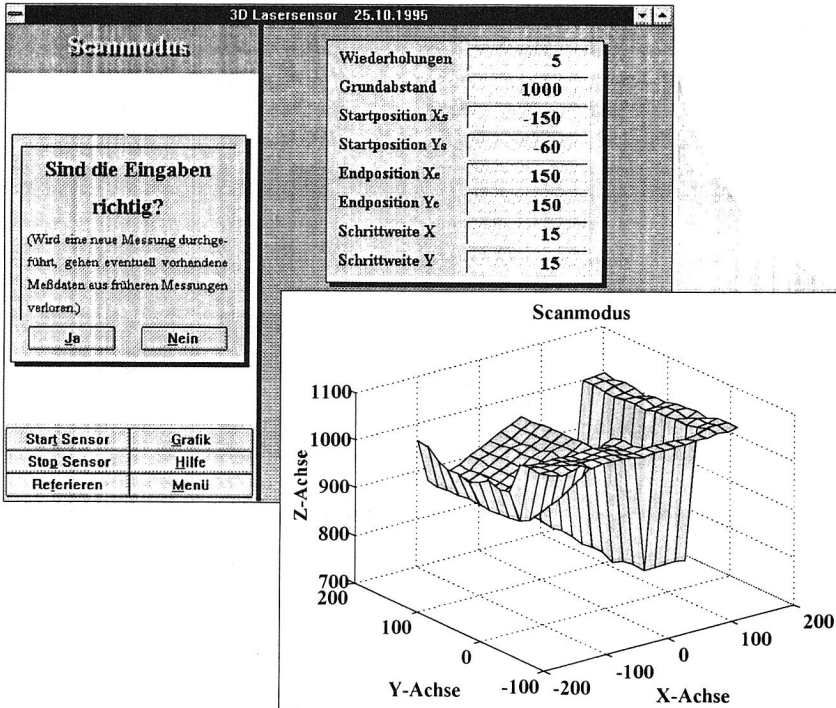 3D Lasersensor 25.10.1995
Scanmodus
Sind die Eingaben
richtig?
(Wird eine neue Messung durchge-
führt, gehen eventuell vorhandene
Meßdaten aus früheren Messungen
verloren.)
Ja Nein
Start Sensor Grafik
Stop Sensor Hilfe
Referieren Menü
Wiederholungen 5
Grundabstand 1000
Startposition Xs -150
Startposition Ys -60
Endposition Xe 150
Endposition Ye 150
Schrittweite X 15
Schrittweite Y 15
Scanmodus
1100
1000
900
800
700
Z-Achse
200
100
0
-100
Y-Achse
-200
-100
0
100
200
X-Achse